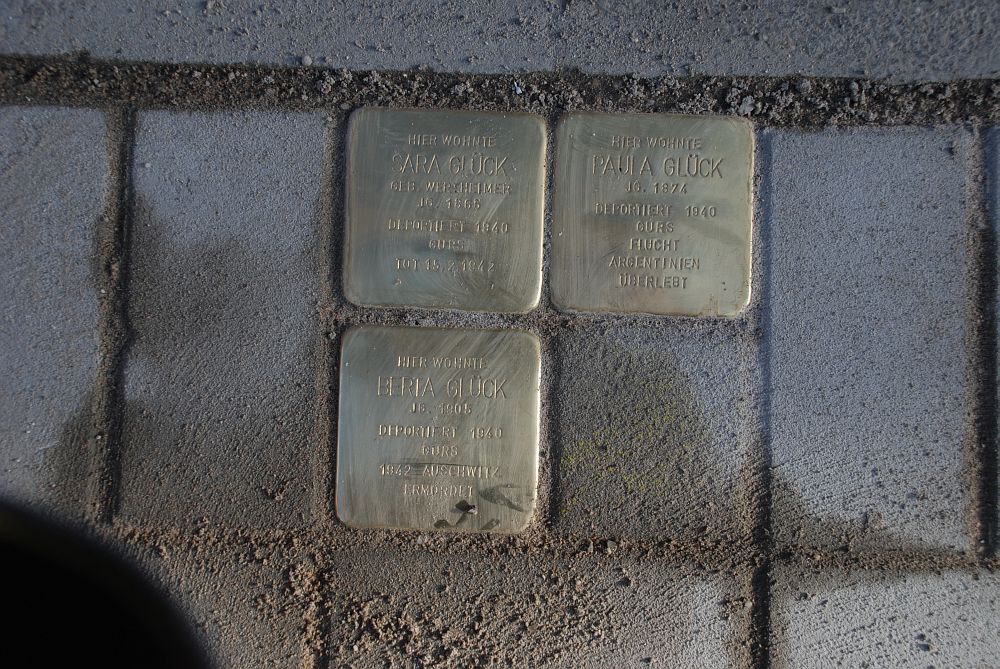 HIER WOHNTE
SARA GLÜCK
GEB. WERTHEIMER
JG. 1865
DEPORTIERT 1940
GURS
TOT 15.2.1942
HIER WOHNTE
PAULA GLÜCK
JG. 1874
DEPORTIERT 1940
GURS
FLUCHT
ARGENTINIEN
ÜBERLEBT
HIER WOHNTE
BERTA GLÜCK
JG. 1905
DEPORTIERT 1940
GURS
1942 AUSCHWITZ
ERMORDET